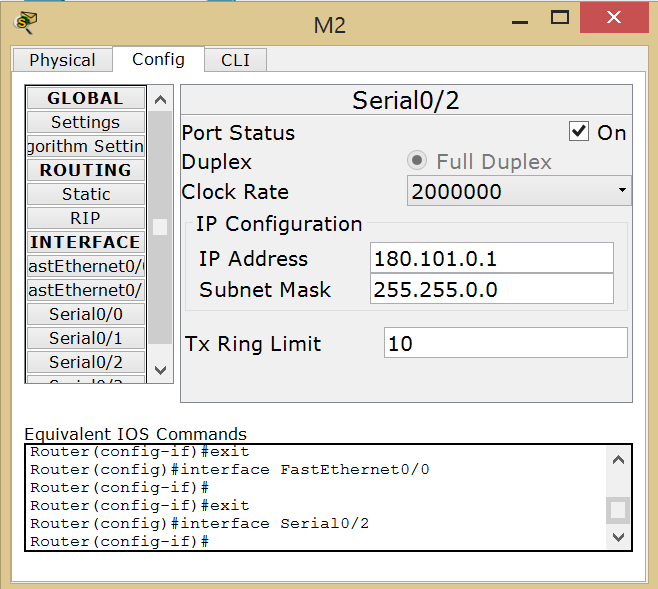 M2
Physical
Config
CLI
GLOBAL
Settings
gorithm Settin
ROUTING
Static
RIP
INTERFACE
astEthernet0/
astEthernet0/
Serial0/0
Serial0/1
Serial0/2
Serial0/2
Port Status
On
Duplex
Full Duplex
Clock Rate
2000000
IP Configuration
IP Address
180.101.0.1
Subnet Mask
255.255.0.0
Tx Ring Limit
10
Equivalent IOS Commands
Router(config-if)#exit
Router(config)#interface FastEthernet0/0
Router(config-if)#
Router(config-if)#exit
Router(config)#interface Serial0/2
Router(config-if)#